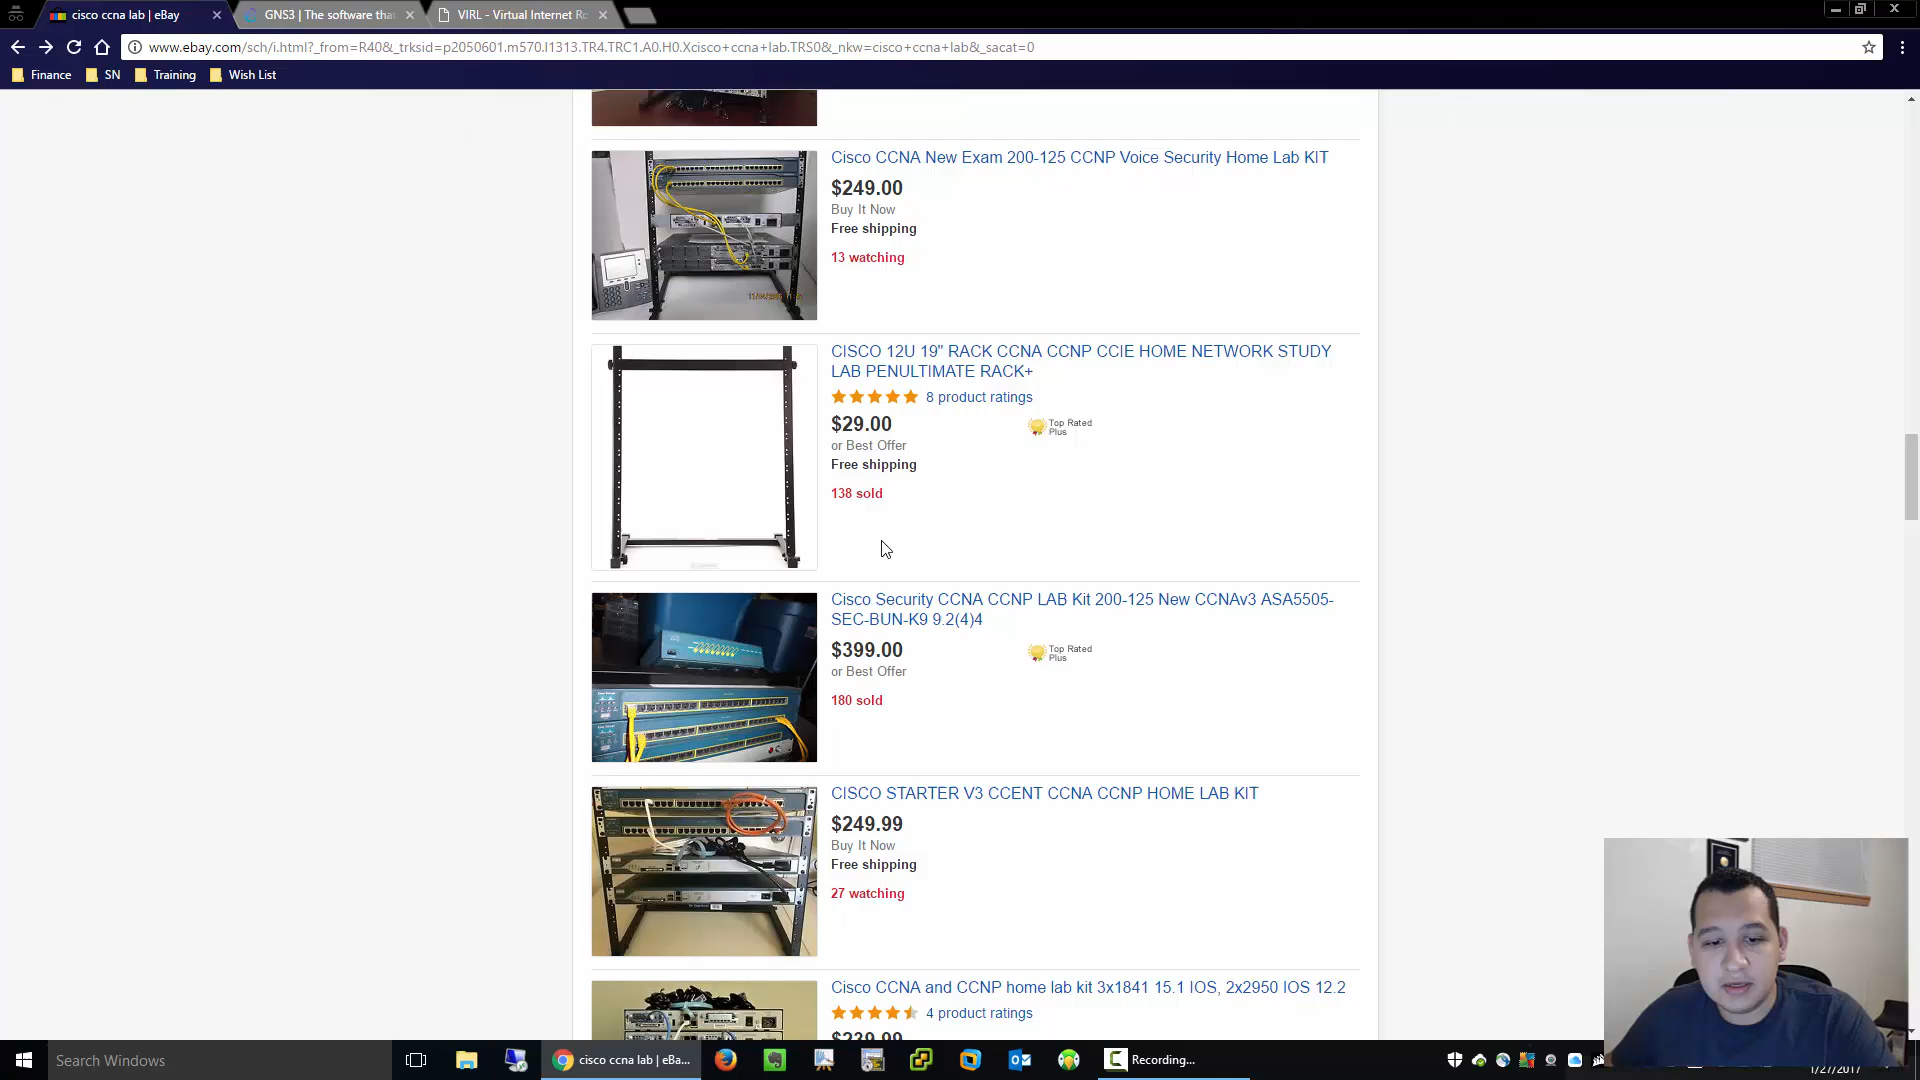 cisco ccna lab | eBay
GNS3 | The software tha
VIRL - Virtual Internet Ro
www.ebay.com/sch/i.html?_from=R40&_trksid=p2050601.m570.l1313.TR4.TRC1.A0.H0.Xcisco+ccna+lab.TRS0&_nkw=cisco+ccna+lab&_sacat=0
Finance
SN
Training
Wish List
Cisco CCNA New Exam 200-125 CCNP Voice Security Home Lab KIT
$249.00
Buy It Now
Free shipping
13 watching
CISCO 12U 19" RACK CCNA CCNP CCIE HOME NETWORK STUDY
LAB PENULTIMATE RACK+
8 product ratings
$29.00
Top Rated
Plus
or Best Offer
Free shipping
138 sold
Cisco Security CCNA CCNP LAB Kit 200-125 New CCNAv3 ASA5505-
SEC-BUN-K9 9.2(4)4
$399.00
Top Rated
Plus
or Best Offer
180 sold
CISCO STARTER V3 CCENT CCNA CCNP HOME LAB KIT
$249.99
Buy It Now
Free shipping
27 watching
Cisco CCNA and CCNP home lab kit 3x1841 15.1 IOS, 2x2950 IOS 12.2
4 product ratings
$239.99
Search Windows
cisco ccna lab | eBa...
Recording...
1/27/2017